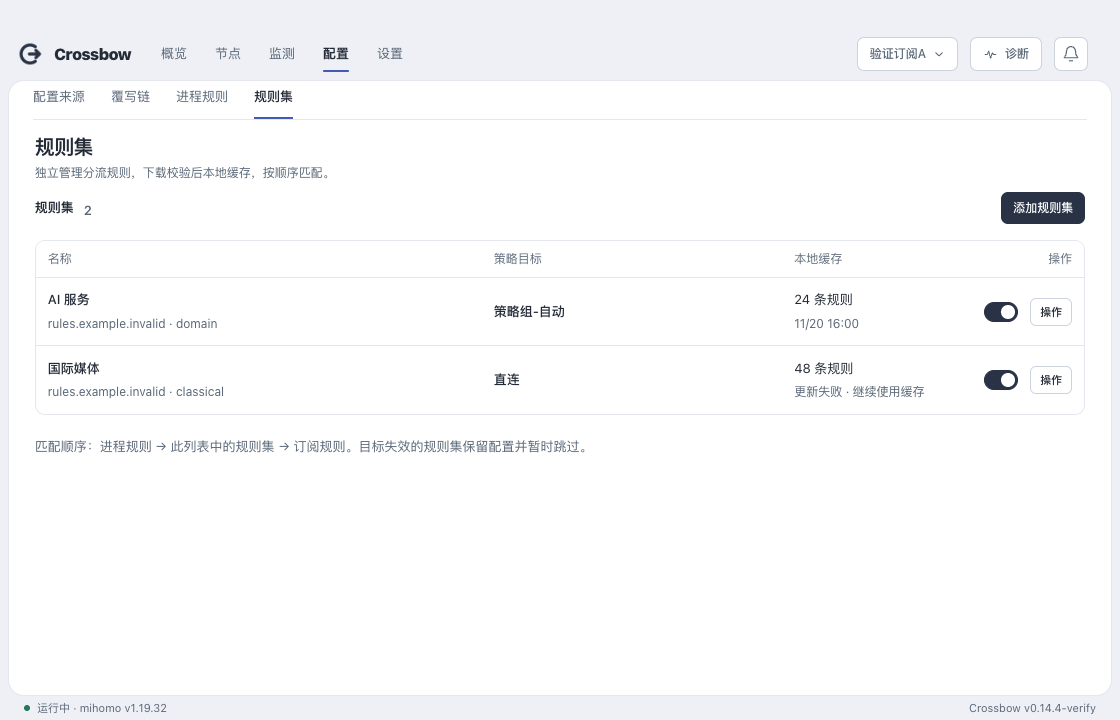 Crossbow 概览 节点 监测 配置 设置 验证订阅A 诊断
配置来源 覆写链 进程规则 规则集
规则集
独立管理分流规则，下载校验后本地缓存，按顺序匹配。
规则集 2 添加规则集
名称 策略目标 本地缓存 操作
AI 服务 策略组-自动 24 条规则 操作
rules.example.invalid · domain 11/20 16:00
国际媒体 直连 48 条规则 操作
rules.example.invalid · classical 更新失败 · 继续使用缓存
匹配顺序：进程规则 → 此列表中的规则集 → 订阅规则。目标失效的规则集保留配置并暂时跳过。
运行中 · mihomo v1.19.32 Crossbow v0.14.4-verify